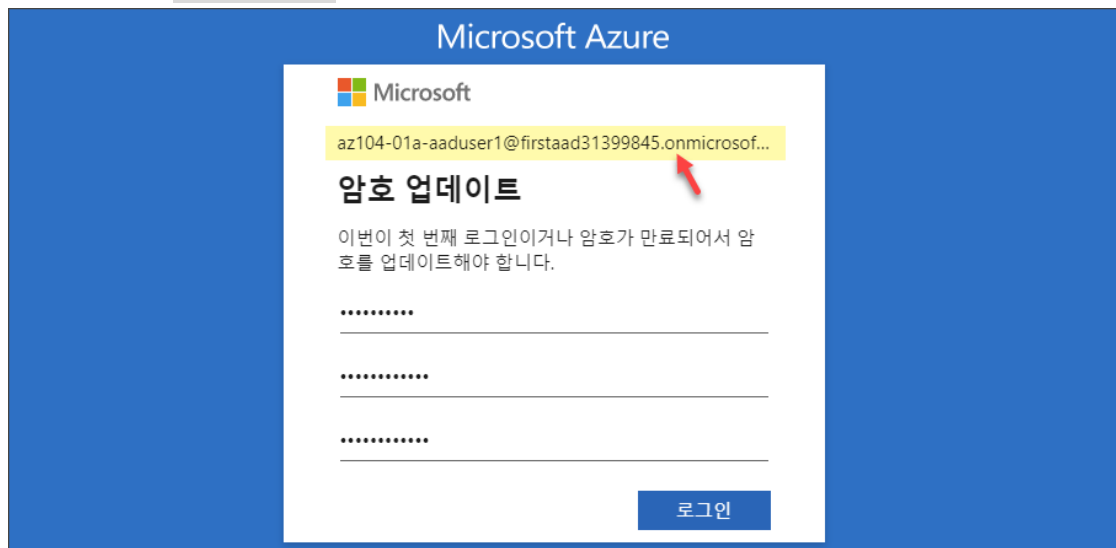 Microsoft Azure
Microsoft
az104-01a-aaduser1@firstaad31399845.onmicrosof...
암호 업데이트
이번이 첫 번째 로그인이거나 암호가 만료되어서 암
호를 업데이트해야 합니다.
••••••••••
••••••••••••
••••••••••••
로그인